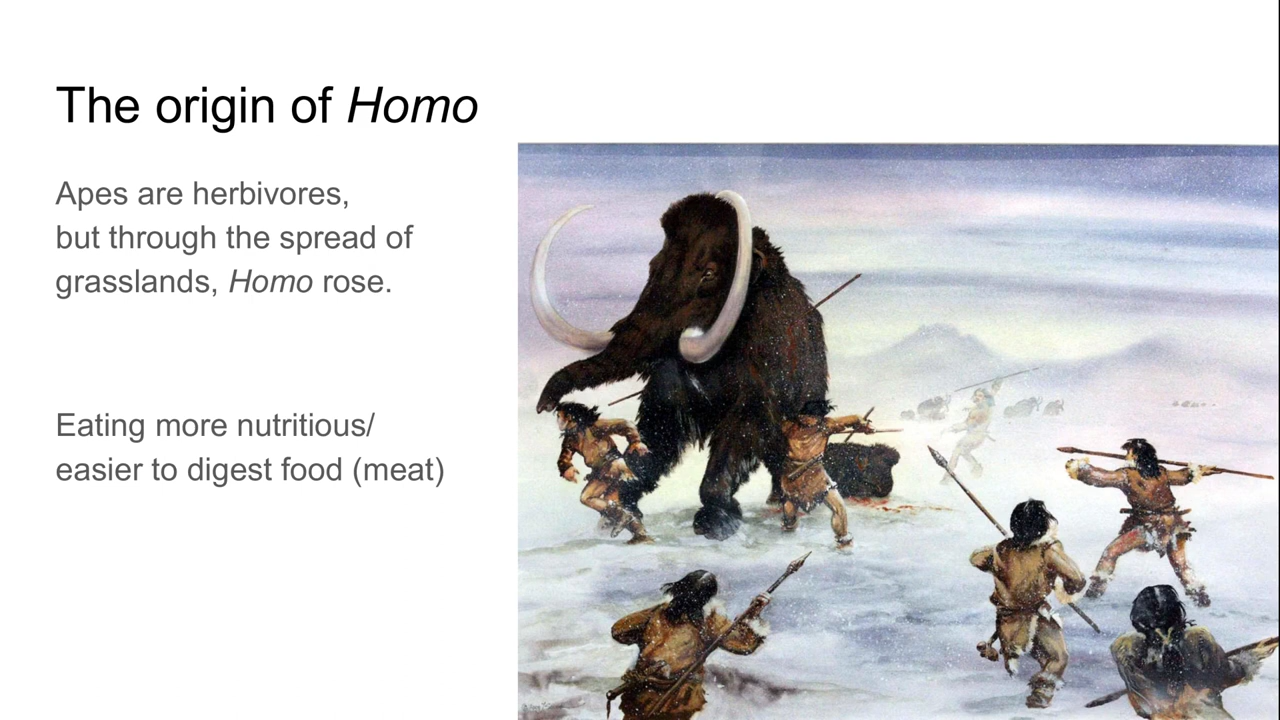 The origin of Homo
Apes are herbivores,
but through the spread of
grasslands, Homo rose.
Eating more nutritious/
easier to digest food (meat)